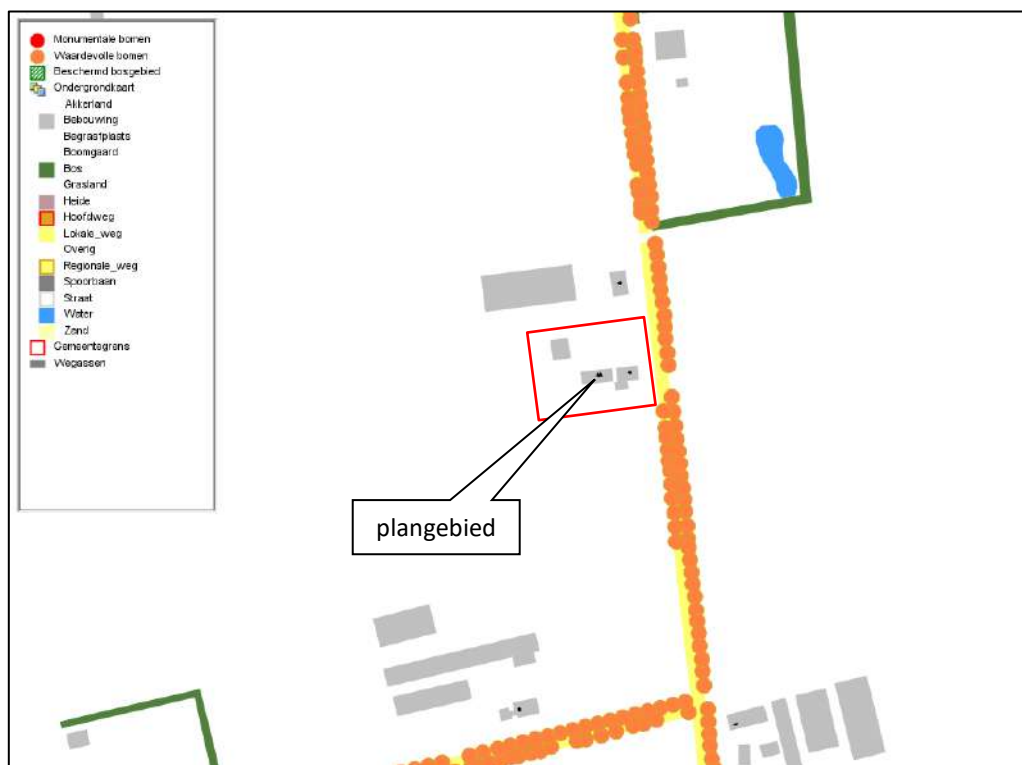 Monumentale bomen
Waardevolle bomen
Beschermd bosgebied
Ondergrondkaart
Akkerland
Bebouwing
Begraafplaats
Boomgaard
Bos
Grasland
Heide
Hoofdweg
Lokale_weg
Overig
Regionale_weg
Spoorbaan
Straat
Water
Zand
Gemeentegrens
Wegassen
plangebied